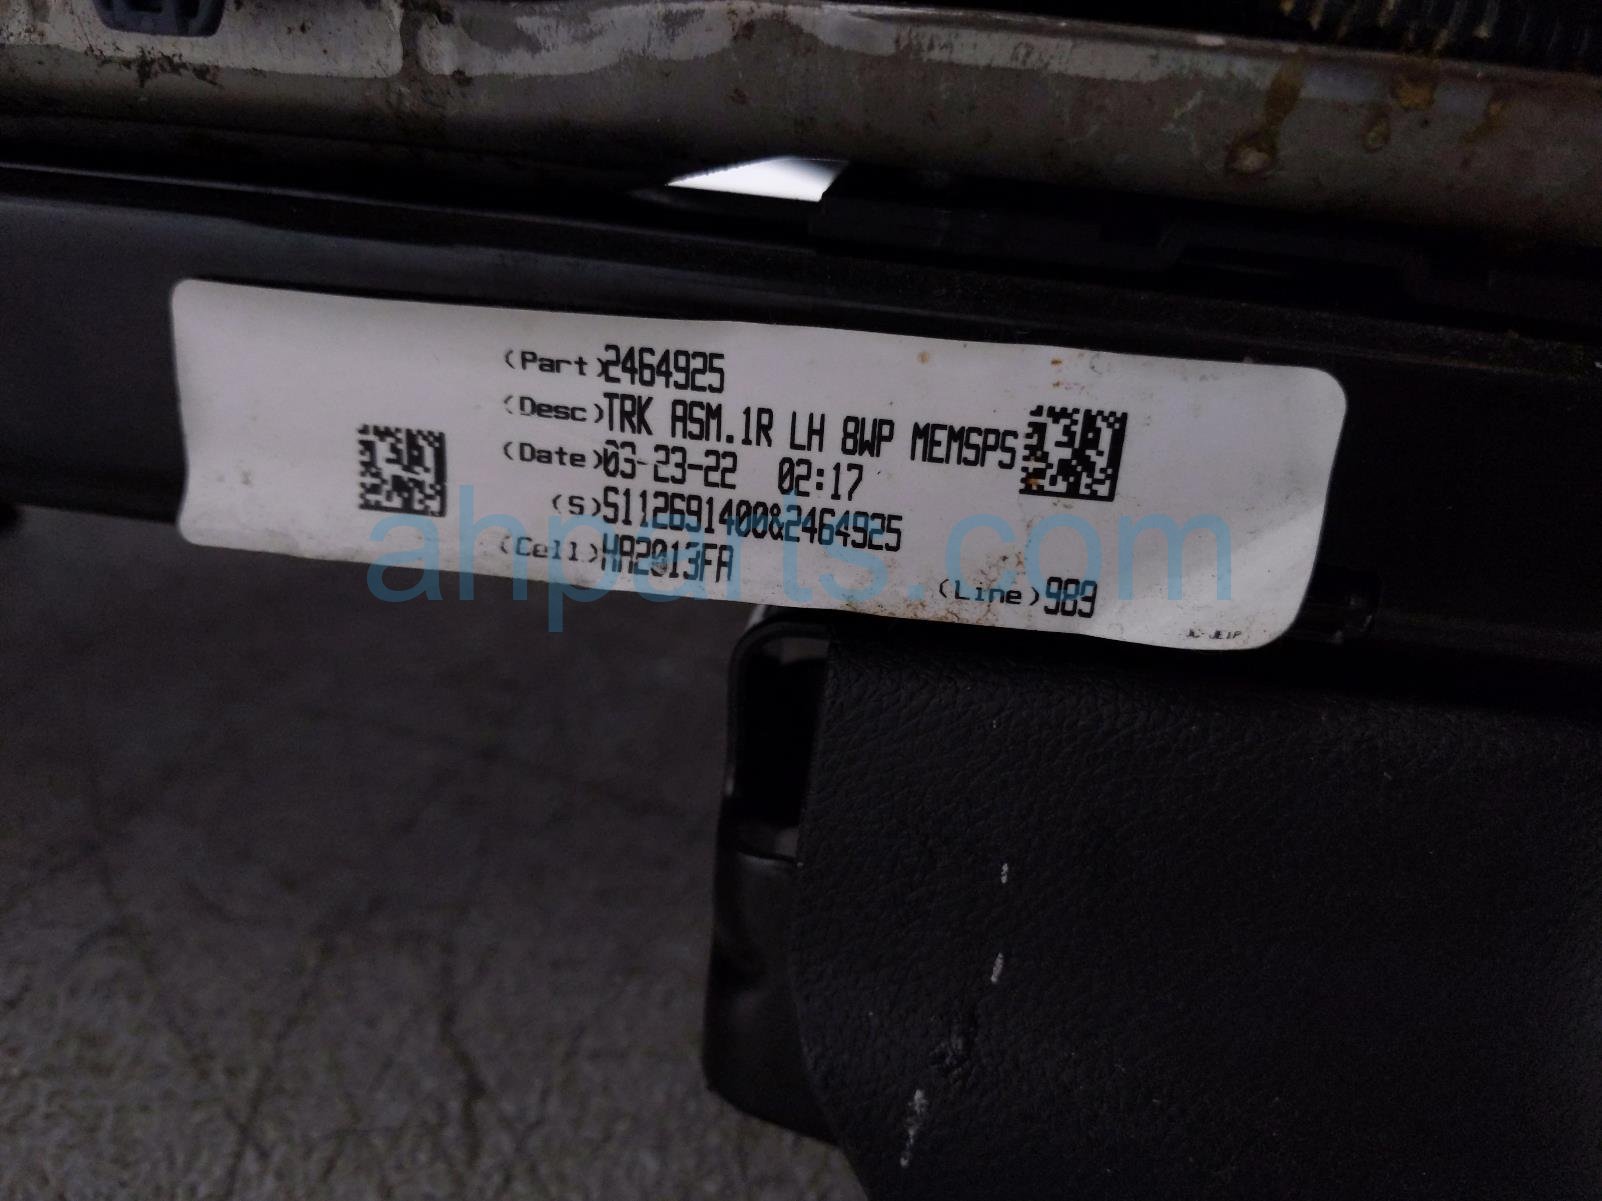 (Part)2464925
(Desc)TRK ASM.1R LH 8WP MEMSPS
(Date)03-23-22 02:17
(S)S112691400&2464925
(Cell)HA2013FA
(Line)989
ahparts.com